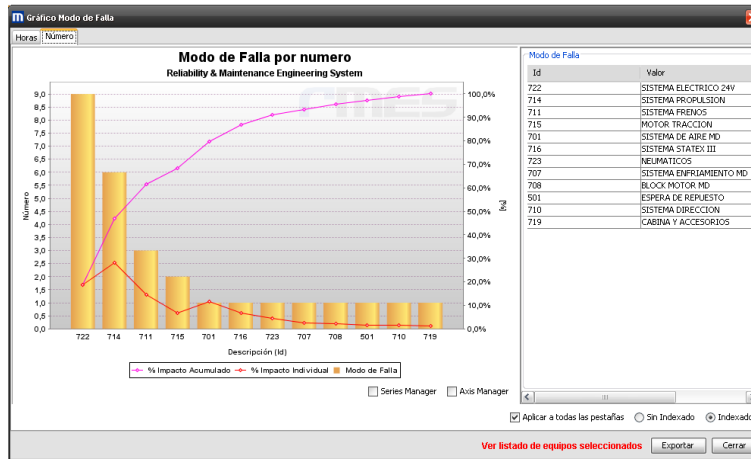 Gráfico Modo de Falla
Horas Número
Modo de Falla por numero
Reliability & Maintenance Engineering System
rmes
Número
9,0
8,5
8,0
7,5
7,0
6,5
6,0
5,5
5,0
4,5
4,0
3,5
3,0
2,5
2,0
1,5
1,0
0,5
0,0
100,0%
90,0%
80,0%
70,0%
60,0%
50,0%
40,0%
30,0%
20,0%
10,0%
0,0%
[%]
722 714 711 715 701 716 723 707 708 501 710 719
Descripción (Id)
% Impacto Acumulado % Impacto Individual Modo de Falla
Series Manager Axis Manager
Modo de Falla
Id Valor
722 SISTEMA ELECTRICO 24V
714 SISTEMA PROPULSION
711 SISTEMA FRENOS
715 MOTOR TRACCION
701 SISTEMA DE AIRE MD
716 SISTEMA STATEX III
723 NEUMATICOS
707 SISTEMA ENFRIAMIENTO MD
708 BLOCK MOTOR MD
501 ESPERA DE REPUESTO
710 SISTEMA DIRECCION
719 CABINA Y ACCESORIOS
Aplicar a todas las pestañas Sin Indexado Indexado
Ver listado de equipos seleccionados Exportar Cerrar